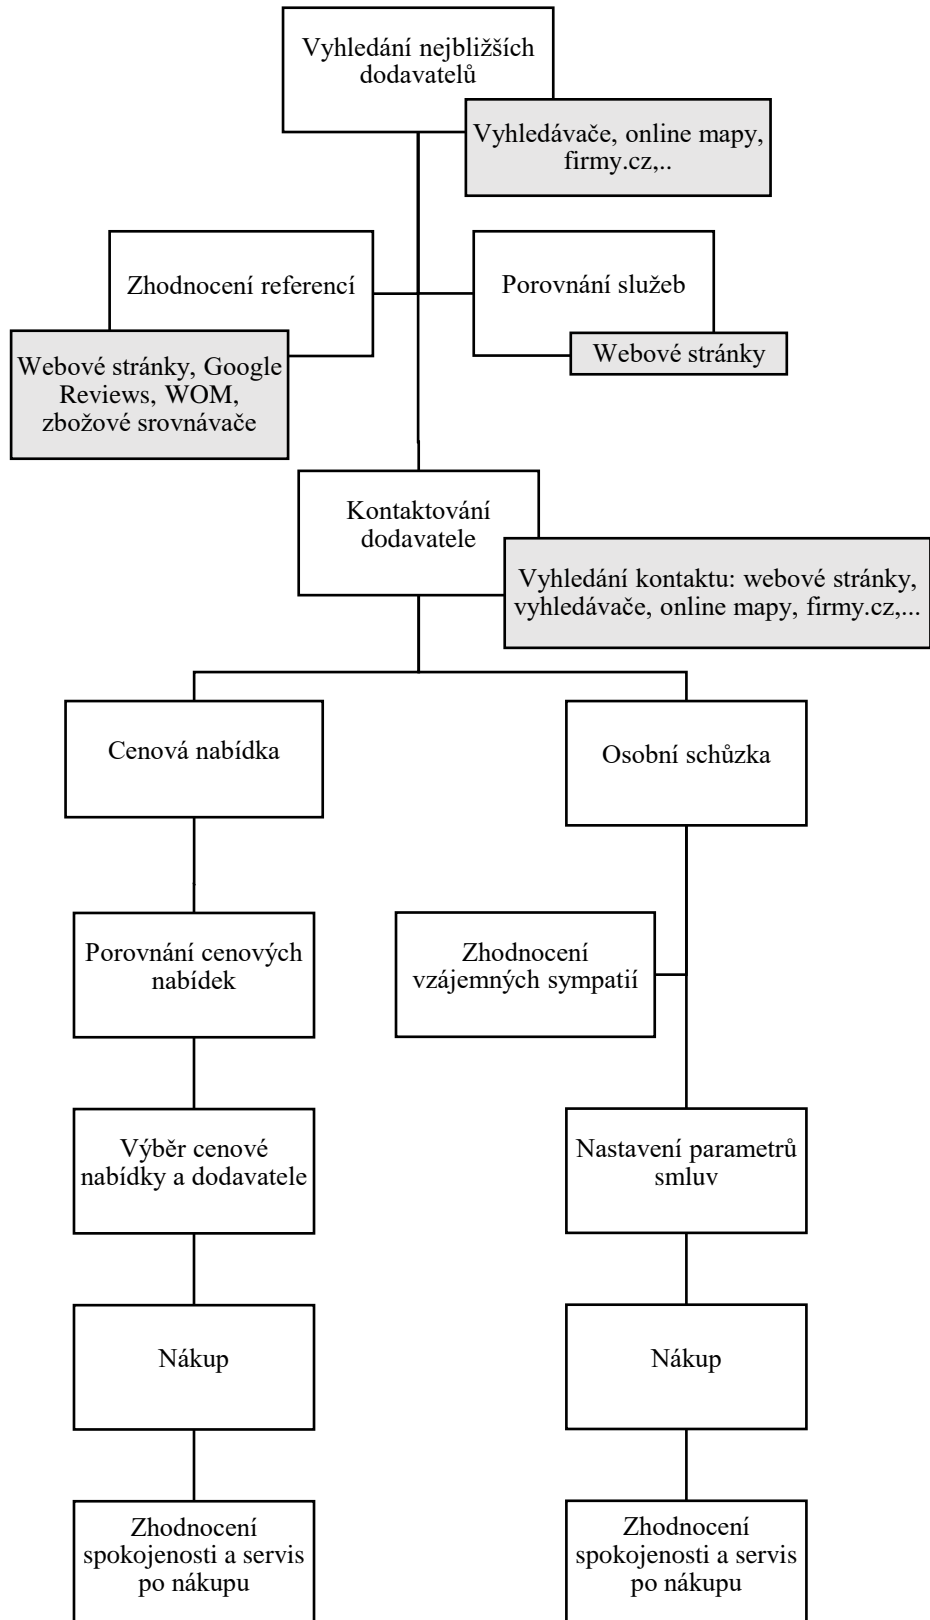 Vyhledání nejbližších
dodavatelů
Vyhledávače, online mapy,
firmy.cz,..
Zhodnocení referencí
Webové stránky, Google
Reviews, WOM,
zbožové srovnávače
Porovnání služeb
Webové stránky
Kontaktování
dodavatele
Vyhledání kontaktu: webové stránky,
vyhledávače, online mapy, firmy.cz,...
Cenová nabídka
Osobní schůzka
Porovnání cenových
nabídek
Zhodnocení
vzájemných sympatií
Výběr cenové
nabídky a dodavatele
Nastavení parametrů
smluv
Nákup
Nákup
Zhodnocení
spokojenosti a servis
po nákupu
Zhodnocení
spokojenosti a servis
po nákupu